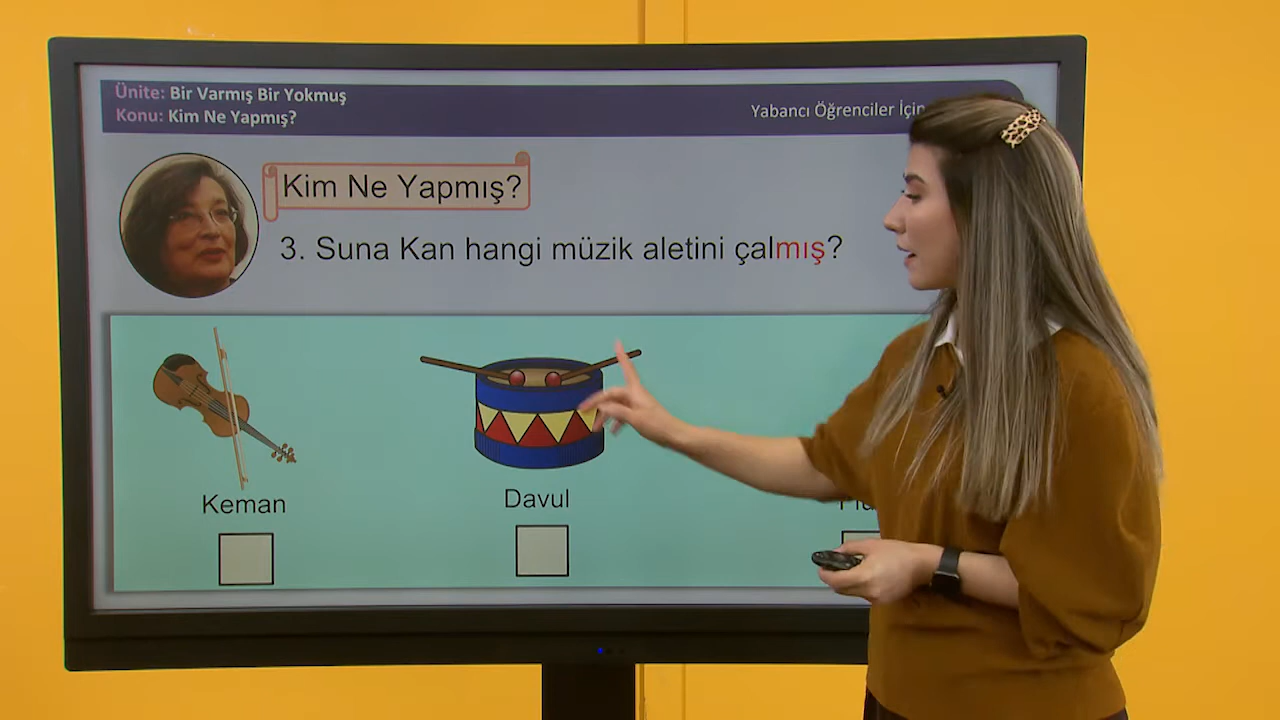 Ünite: Bir Varmış Bir Yokmuş
Konu: Kim Ne Yapmış?
Yabancı Öğrenciler İçin
Kim Ne Yapmış?
3. Suna Kan hangi müzik aletini çalmış?
Keman
Davul